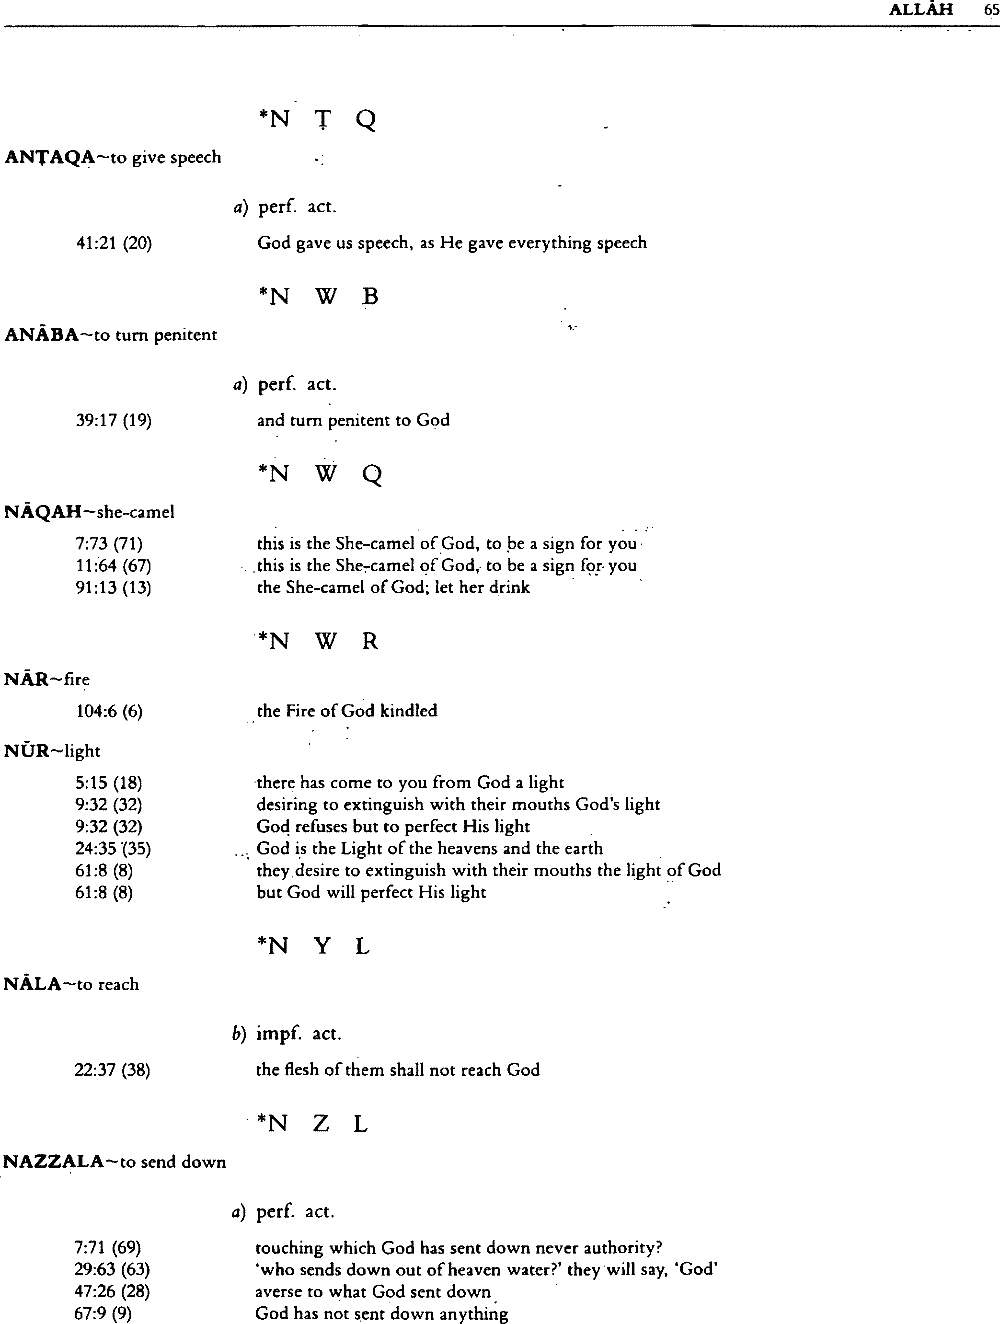 ALLĀH 65
*N Ṭ Q
ANṬAQA~to give speech
a) perf. act.
41:21 (20) God gave us speech, as He gave everything speech
*N W B
ANĀBA~to turn penitent
a) perf. act.
39:17 (19) and turn penitent to God
*N W Q
NĀQAH~she-camel
7:73 (71) this is the She-camel of God, to be a sign for you
11:64 (67) this is the She-camel of God, to be a sign for you
91:13 (13) the She-camel of God; let her drink
*N W R
NĀR~fire
104:6 (6) the Fire of God kindled
NŪR~light
5:15 (18) there has come to you from God a light
9:32 (32) desiring to extinguish with their mouths God's light
9:32 (32) God refuses but to perfect His light
24:35 (35) God is the Light of the heavens and the earth
61:8 (8) they desire to extinguish with their mouths the light of God
61:8 (8) but God will perfect His light
*N Y L
NĀLA~to reach
b) impf. act.
22:37 (38) the flesh of them shall not reach God
*N Z L
NAZZALA~to send down
a) perf. act.
7:71 (69) touching which God has sent down never authority?
29:63 (63) 'who sends down out of heaven water?' they will say, 'God'
47:26 (28) averse to what God sent down
67:9 (9) God has not sent down anything